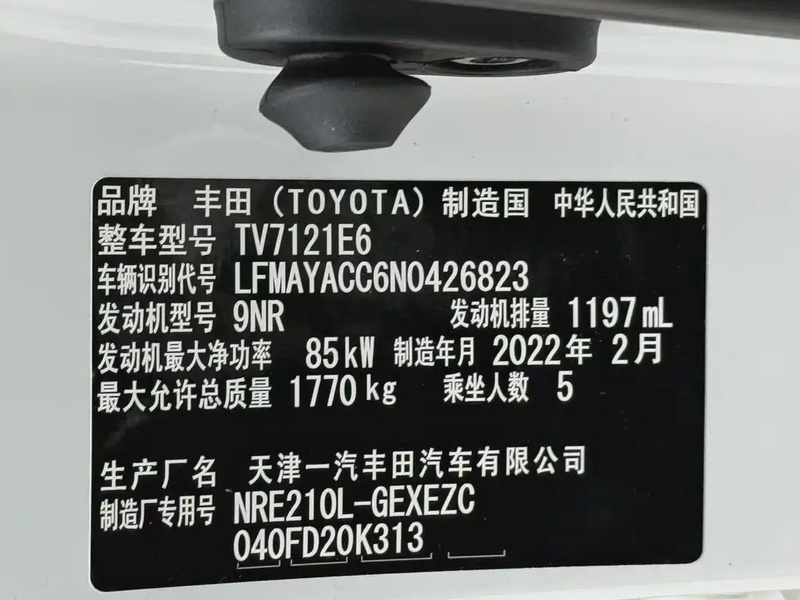 品牌 丰田（TOYOTA）制造国 中华人民共和国
整车型号 TV7121E6
车辆识别代号 LFMAYACC6N0426823
发动机型号 9NR 发动机排量 1197mL
发动机最大净功率 85kW 制造年月 2022年 2月
最大允许总质量 1770kg 乘坐人数 5
生产厂名 天津一汽丰田汽车有限公司
制造厂专用号 NRE210L-GEXEZC
040FD20K313